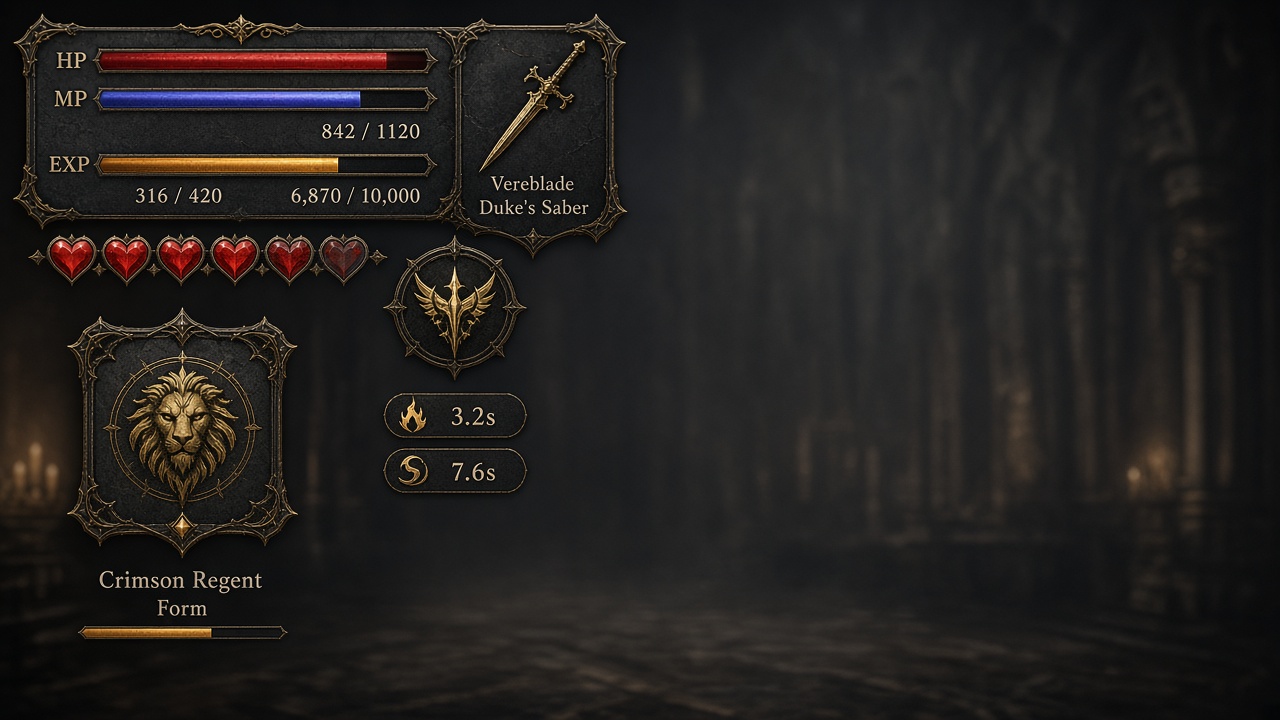 HP
MP
842 / 1120
EXP
316 / 420
6,870 / 10,000
Vereblade
Duke's Saber
3.2s
7.6s
Crimson Regent
Form